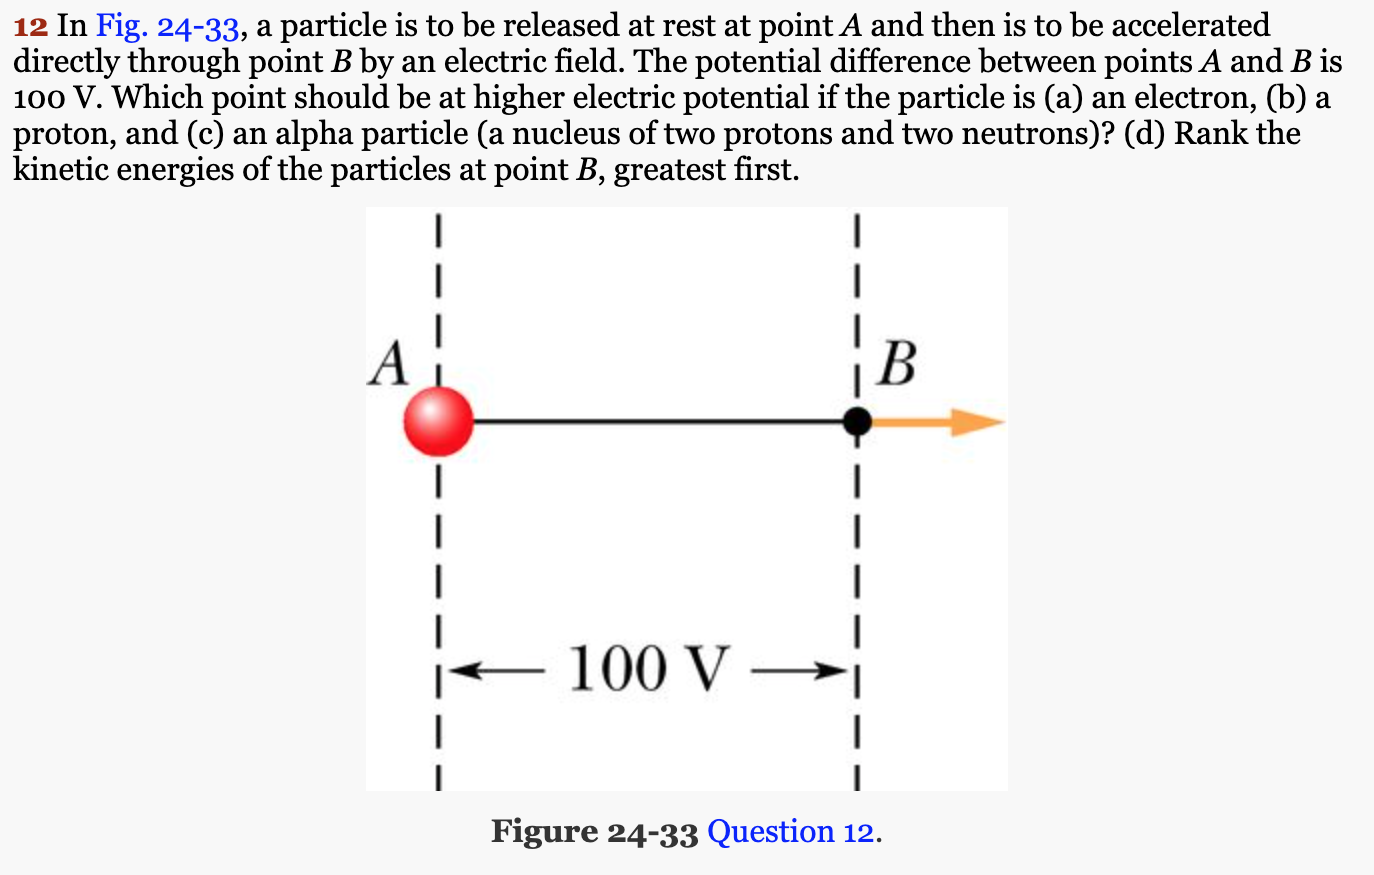 12 In Fig. 24-33, a particle is to be released at rest at point A and then is to be accelerated
directly through point B by an electric field. The potential difference between points A and B is
100 V. Which point should be at higher electric potential if the particle is (a) an electron, (b) a
proton, and (c) an alpha particle (a nucleus of two protons and two neutrons)? (d) Rank the
kinetic energies of the particles at point B, greatest first.
A
B
100 V
Figure 24-33 Question 12.